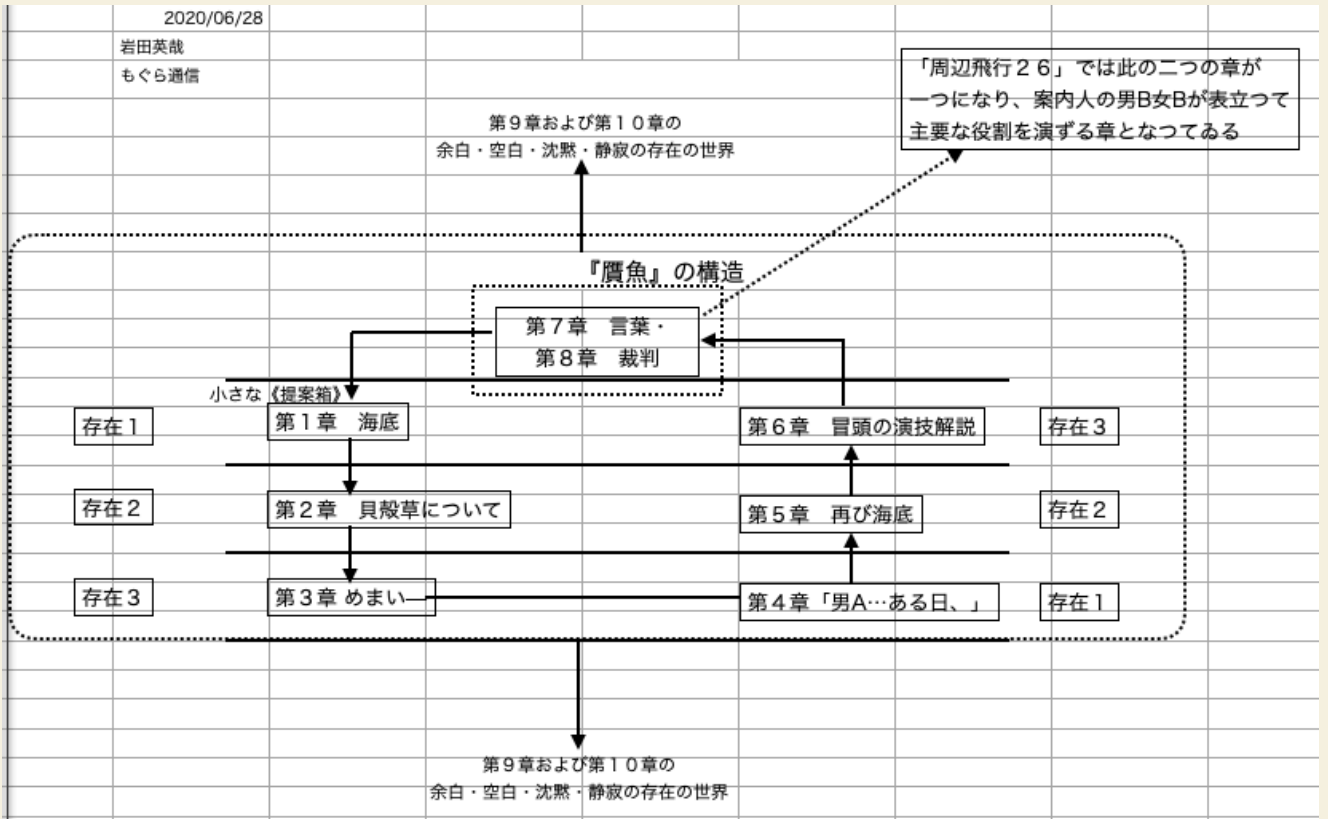 2020/06/28
岩田英哉
もぐら通信
「周辺飛行２６」では此の二つの章が
一つになり、案内人の男B女Bが表立つて
主要な役割を演ずる章となつてゐる
第９章および第１０章の
余白・空白・沈黙・静寂の存在の世界
『贋魚』の構造
第７章　言葉・
第８章　裁判
小さな《提案箱》
存在１
第１章　海底
第６章　冒頭の演技解説
存在３
存在２
第２章　貝殻草について
第５章　再び海底
存在２
存在３
第３章 めまい―
第４章「男A…ある日、」
存在１
第９章および第１０章の
余白・空白・沈黙・静寂の存在の世界